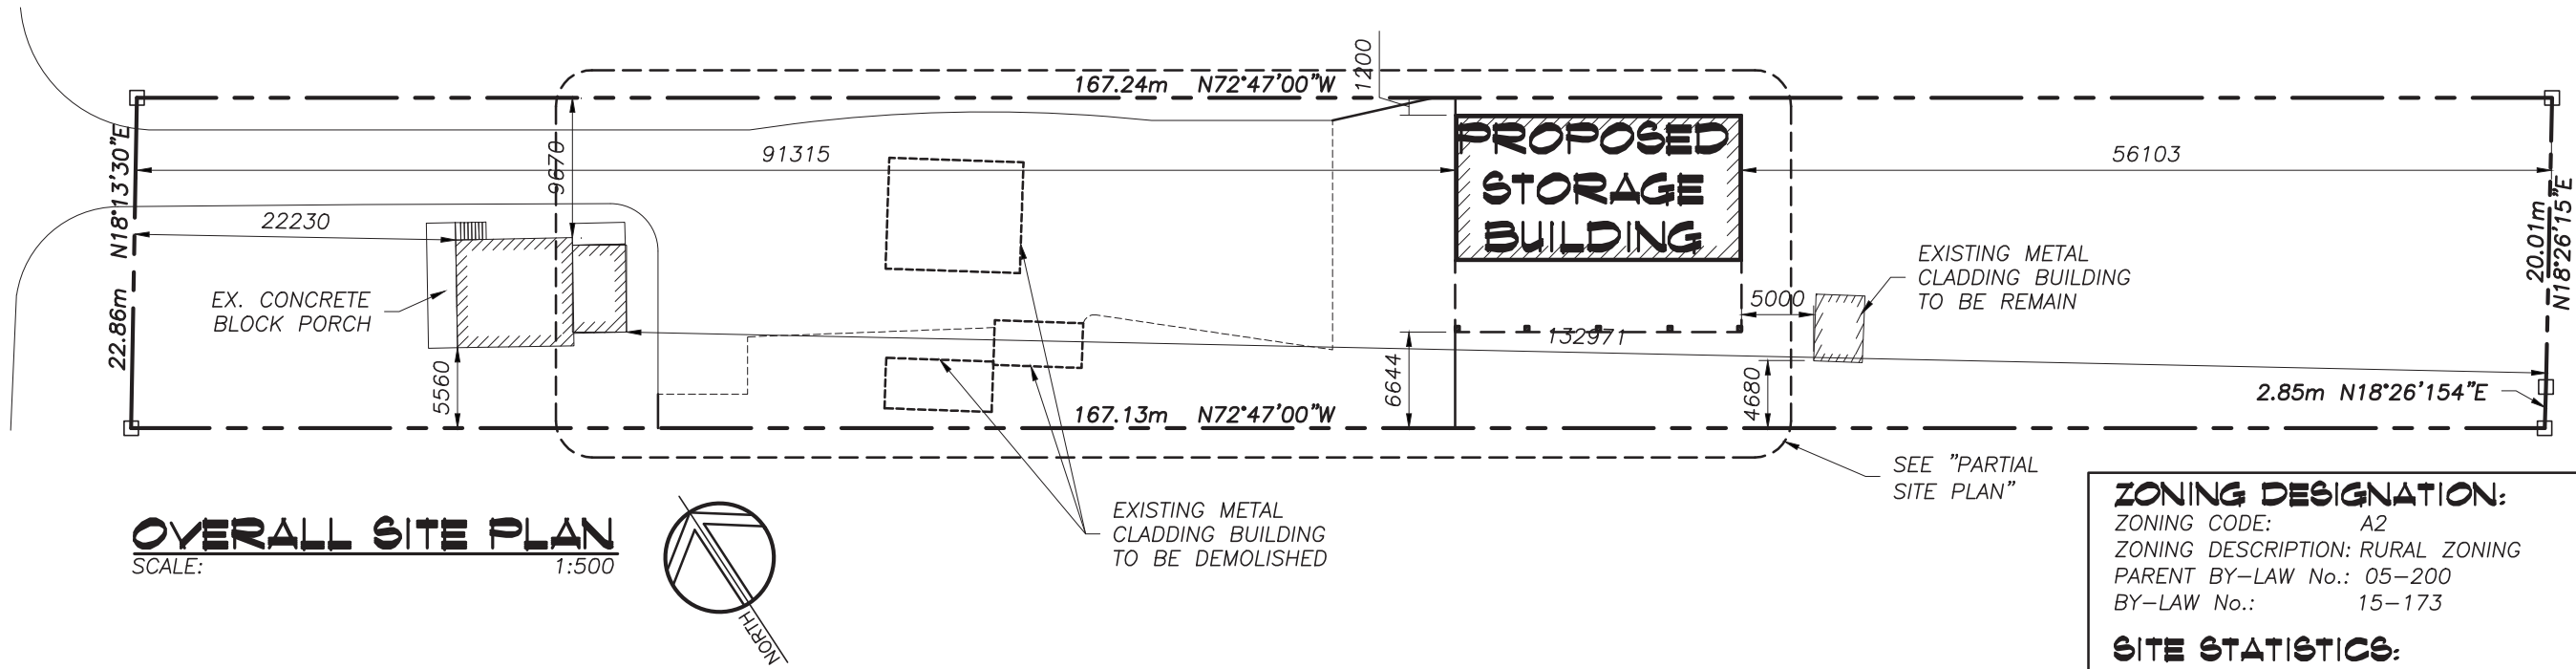 1200
167.24m N72°47'00"W
N18°13'30"E
22.86m
9670
91315
PROPOSED
STORAGE
BUILDING
56103
22230
20.01m
N18°26'15"E
EXISTING METAL
CLADDING BUILDING
TO BE REMAIN
EX. CONCRETE
BLOCK PORCH
5000
132971
5560
6644
4680
2.85m N18°26'154"E
167.13m N72°47'00"W
SEE "PARTIAL
SITE PLAN"
EXISTING METAL
CLADDING BUILDING
TO BE DEMOLISHED
OVERALL SITE PLAN
SCALE: 1:500
NORTH
ZONING DESIGNATION:
ZONING CODE: A2
ZONING DESCRIPTION: RURAL ZONING
PARENT BY-LAW No.: 05-200
BY-LAW No.: 15-173
SITE STATISTICS: